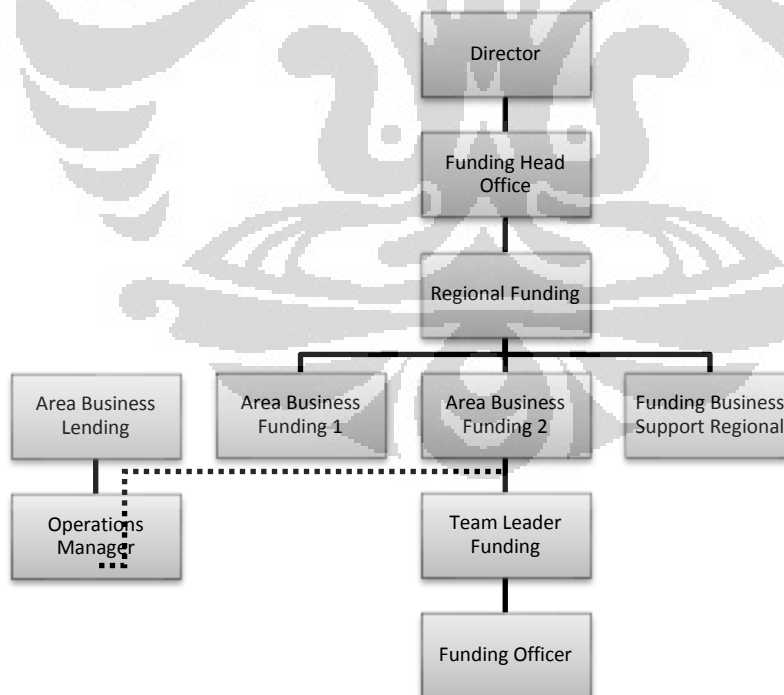 Director
Funding Head
Office
Regional Funding
Area Business
Lending
Area Business
Funding 1
Area Business
Funding 2
Funding Business
Support Regional
Operations
Manager
Team Leader
Funding
Funding Officer